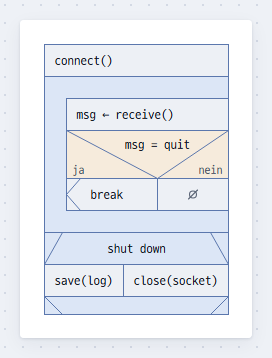 connect()
msg ← receive()
msg = quit
ja nein
break ∅
shut down
save(log) close(socket)